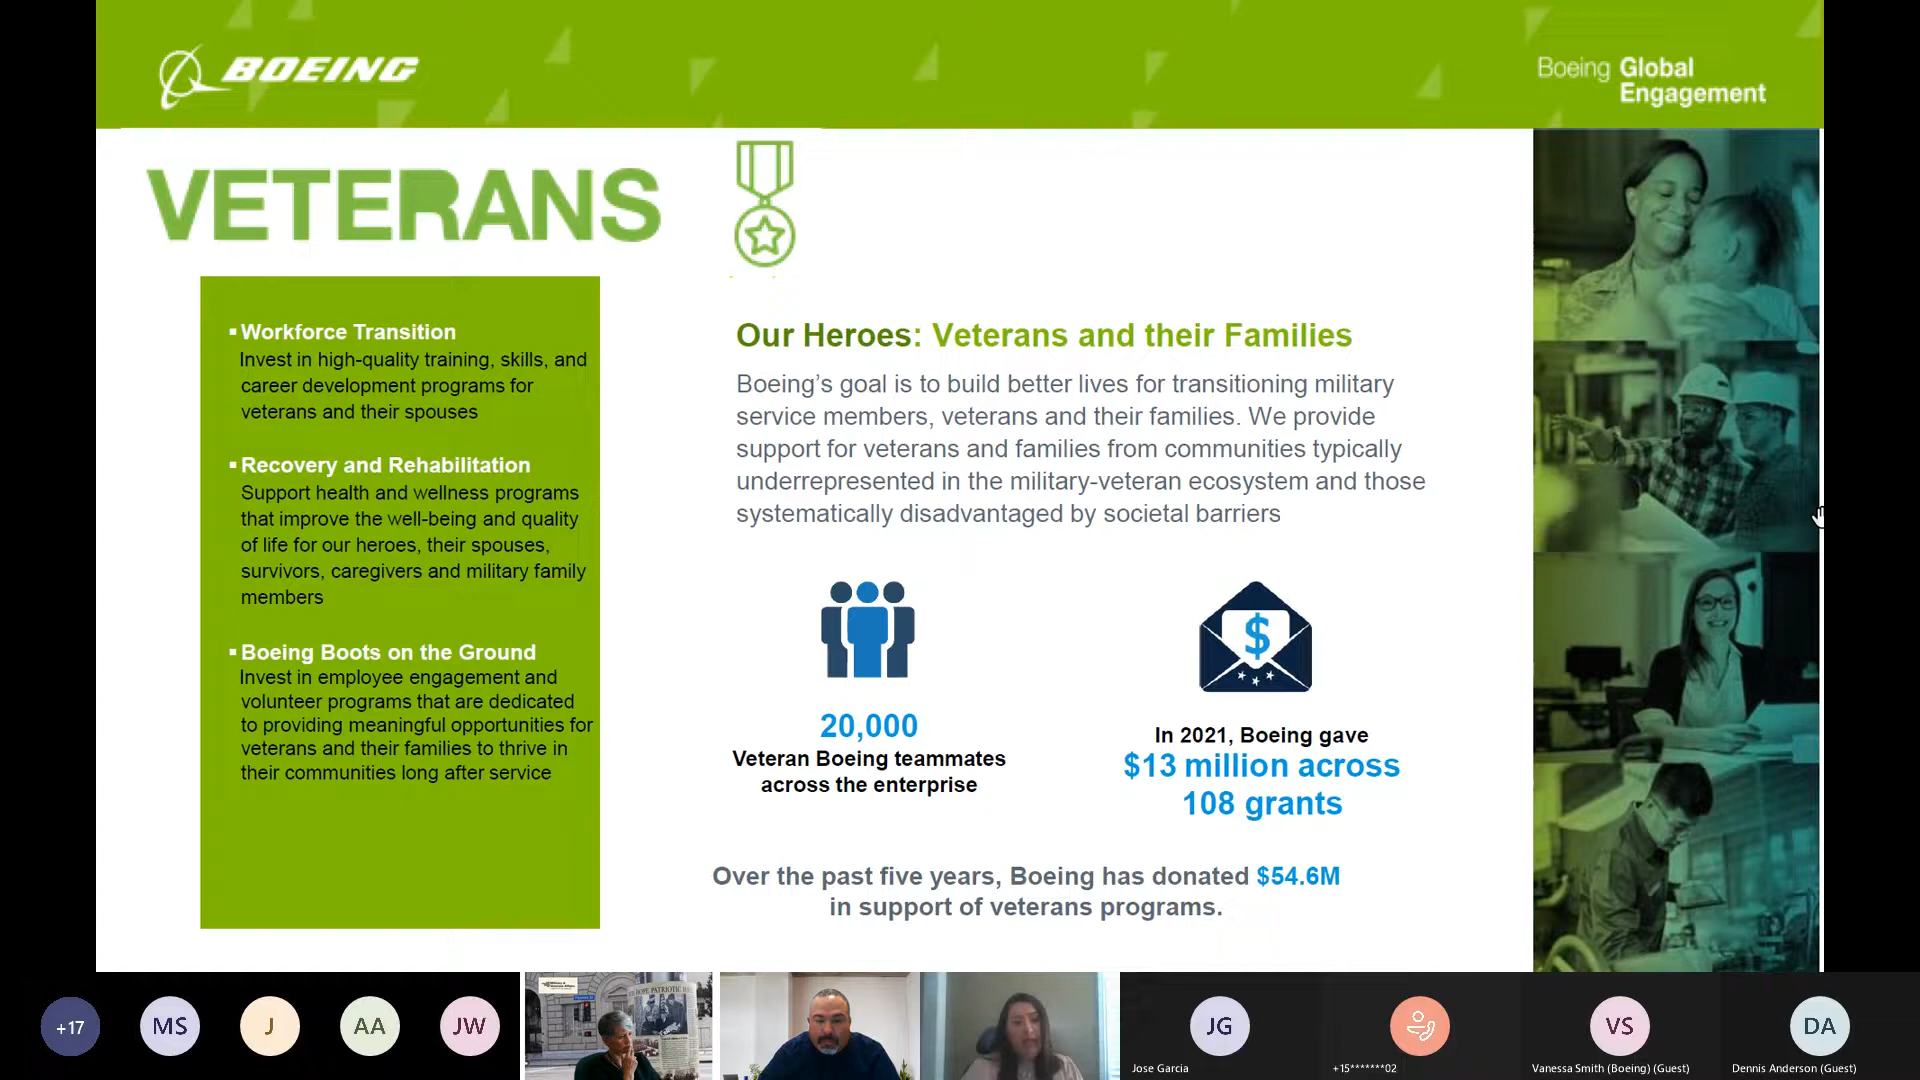 BOEING
Boeing Global
Engagement
VETERANS
▪ Workforce Transition
Invest in high-quality training, skills, and
career development programs for
veterans and their spouses
▪ Recovery and Rehabilitation
Support health and wellness programs
that improve the well-being and quality
of life for our heroes, their spouses,
survivors, caregivers and military family
members
▪ Boeing Boots on the Ground
Invest in employee engagement and
volunteer programs that are dedicated
to providing meaningful opportunities for
veterans and their families to thrive in
their communities long after service
Our Heroes: Veterans and their Families
Boeing’s goal is to build better lives for transitioning military
service members, veterans and their families. We provide
support for veterans and families from communities typically
underrepresented in the military-veteran ecosystem and those
systematically disadvantaged by societal barriers
$
20,000
Veteran Boeing teammates
across the enterprise
In 2021, Boeing gave
$13 million across
108 grants
Over the past five years, Boeing has donated $54.6M
in support of veterans programs.
+17
MS
J
AA
JW
HOPE PATRIOTIC
JG
VS
DA
Jose Garcia
+15*******02
Vanessa Smith (Boeing) (Guest)
Dennis Anderson (Guest)